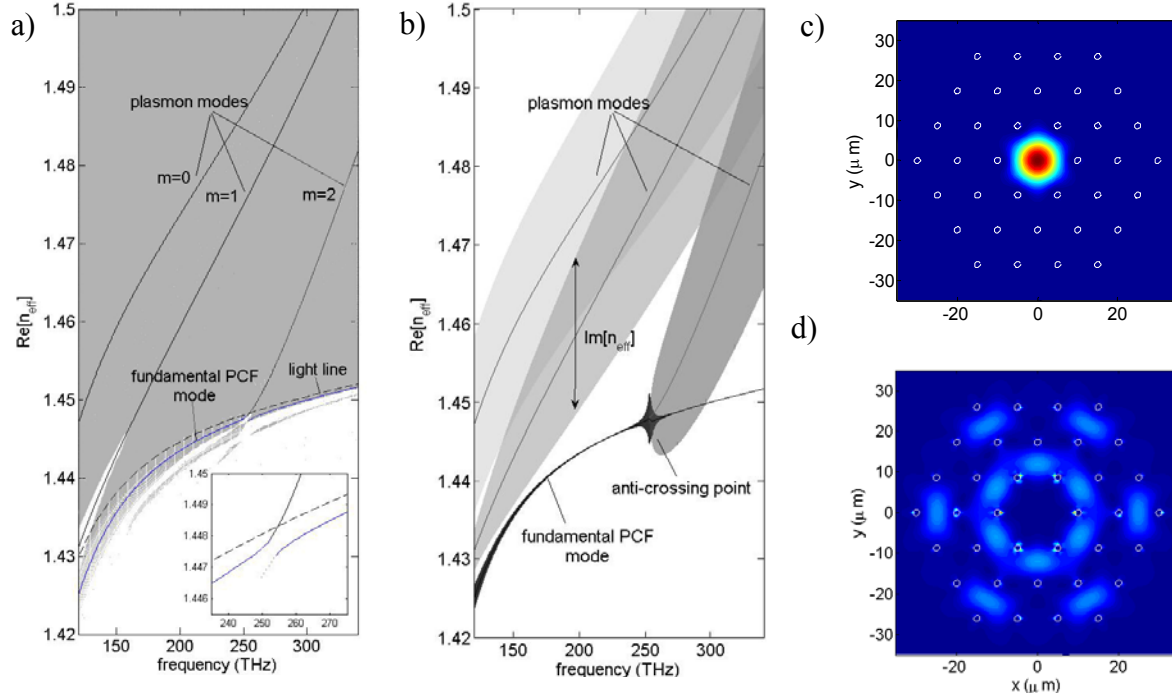 a)
1.5
1.49
1.48
1.47
1.46
1.45
1.44
1.43
1.42
Re[n_eff]
plasmon modes
m=0
m=1
m=2
fundamental PCF
mode
light line
1.45
1.449
1.448
1.447
1.446
240 250 260 270
150 200 250 300
frequency (THz)
b)
1.5
1.49
1.48
1.47
1.46
1.45
1.44
1.43
1.42
Re[n_eff]
plasmon modes
Im[n_eff]
anti-crossing point
fundamental PCF
mode
150 200 250 300
frequency (THz)
c)
30
20
10
0
-10
-20
-30
y (μ m)
-20 0 20
d)
30
20
10
0
-10
-20
-30
y (μ m)
-20 0 20
x (μ m)